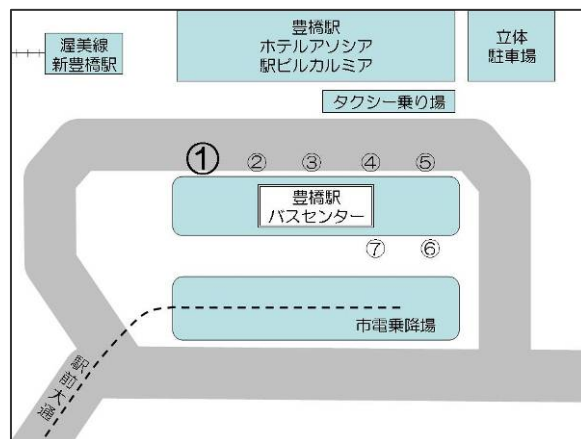 渥美線
新豊橋駅
豊橋駅
ホテルアソシア
駅ビルカルミア
立体
駐車場
タクシー乗り場
① ② ③ ④ ⑤
豊橋駅
バスセンター
⑦ ⑥
市電乗降場
駅前大通